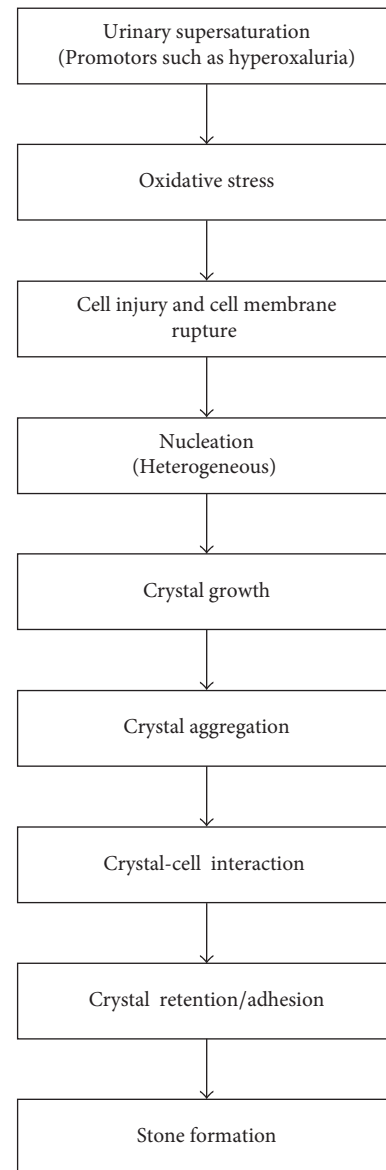 Urinary supersaturation
(Promotors such as hyperoxaluria)
Oxidative stress
Cell injury and cell membrane
rupture
Nucleation
(Heterogeneous)
Crystal growth
Crystal aggregation
Crystal-cell interaction
Crystal retention/adhesion
Stone formation